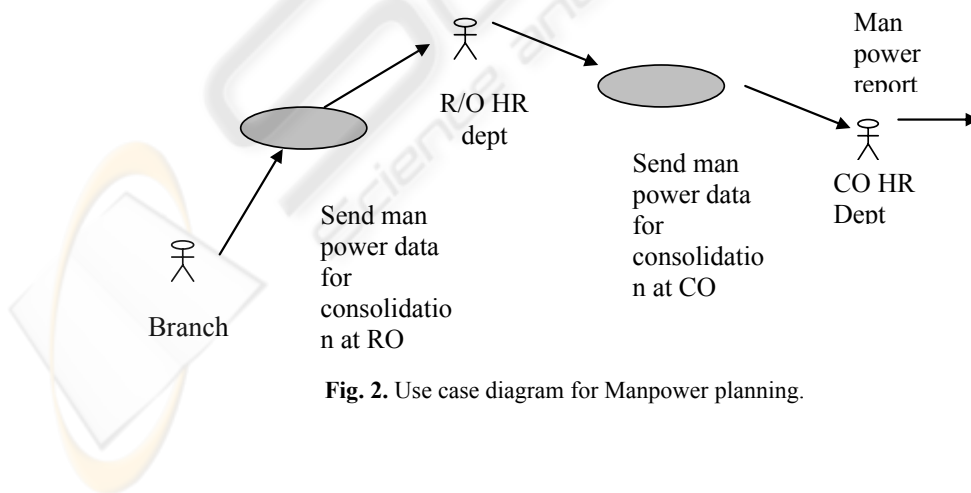 Man
power
report
R/O HR
dept
Send man
power data
for
consolidatio
n at CO
CO HR
Dept
Send man
power data
for
consolidatio
n at RO
Branch
Fig. 2. Use case diagram for Manpower planning.